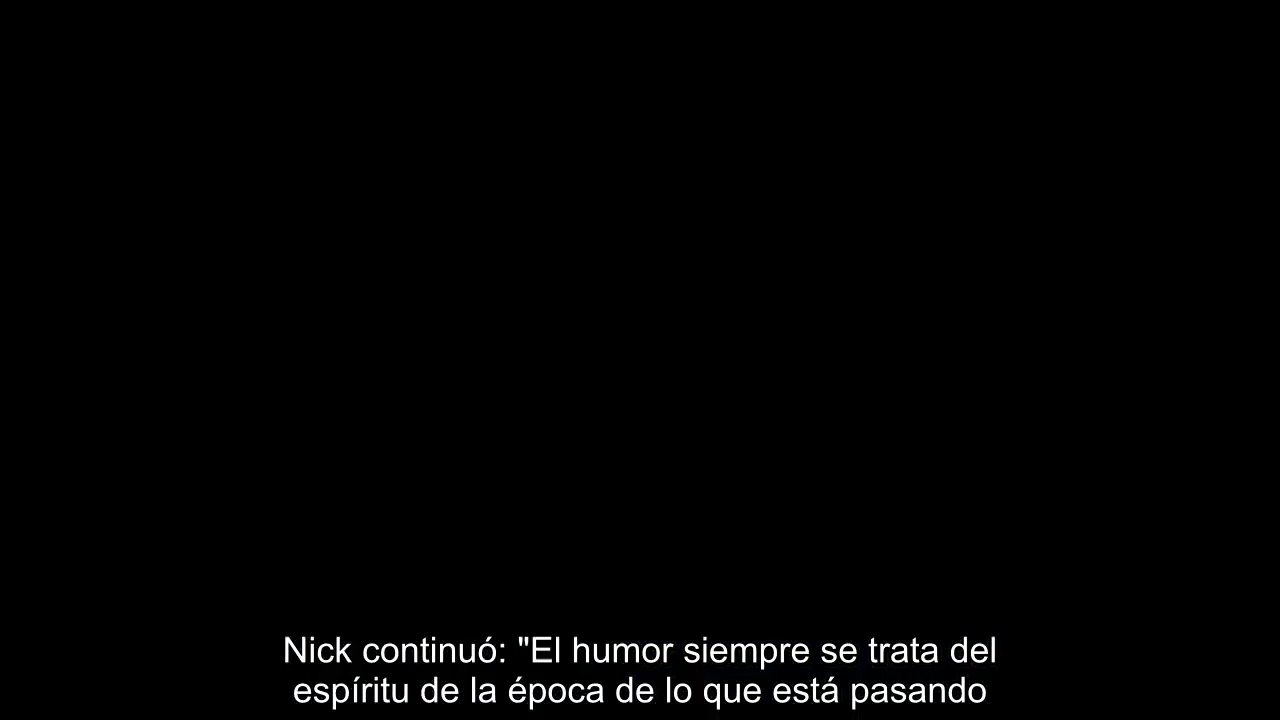 Nick continuó: "El humor siempre se trata del
espíritu de la época de lo que está pasando